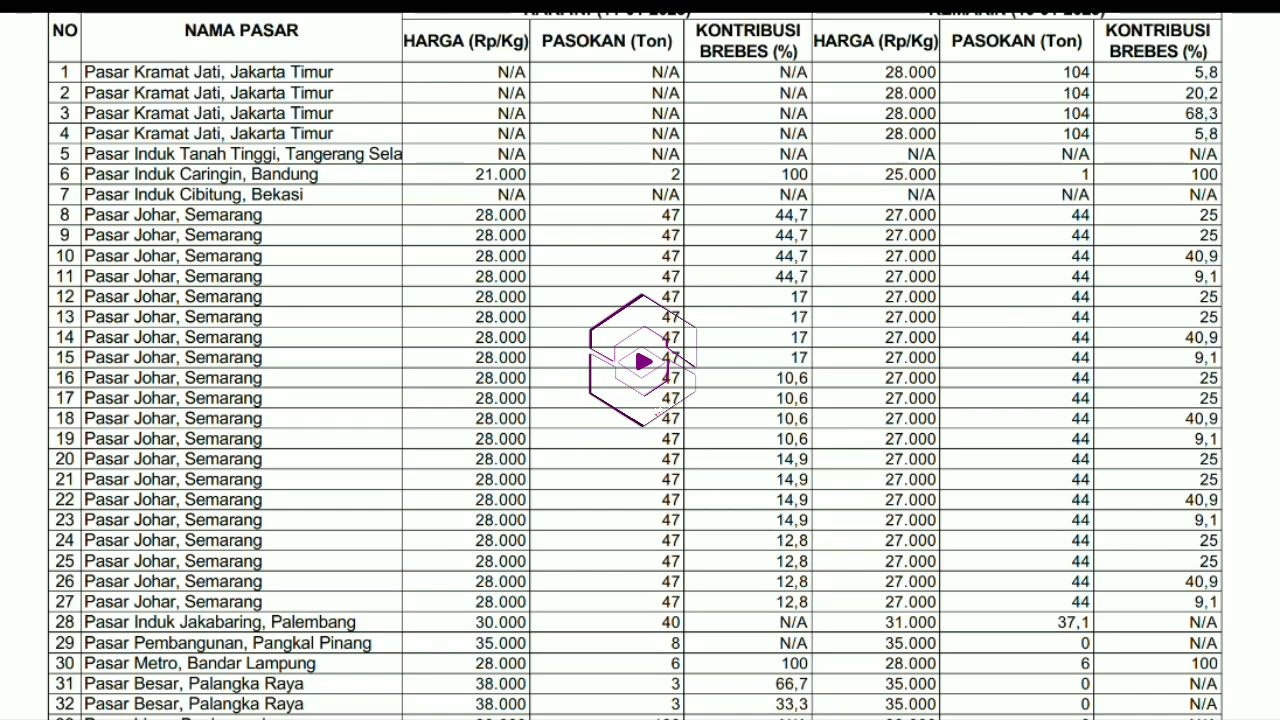 NO NAMA PASAR HARGA (Rp/Kg) PASOKAN (Ton) KONTRIBUSI BREBES (%) HARGA (Rp/Kg) PASOKAN (Ton) KONTRIBUSI BREBES (%)
1 Pasar Kramat Jati, Jakarta Timur N/A N/A N/A 28.000 104 5,8
2 Pasar Kramat Jati, Jakarta Timur N/A N/A N/A 28.000 104 20,2
3 Pasar Kramat Jati, Jakarta Timur N/A N/A N/A 28.000 104 68,3
4 Pasar Kramat Jati, Jakarta Timur N/A N/A N/A 28.000 104 5,8
5 Pasar Induk Tanah Tinggi, Tangerang Sela N/A N/A N/A N/A N/A N/A
6 Pasar Induk Caringin, Bandung 21.000 2 100 25.000 1 100
7 Pasar Induk Cibitung, Bekasi N/A N/A N/A N/A N/A N/A
8 Pasar Johar, Semarang 28.000 47 44,7 27.000 44 25
9 Pasar Johar, Semarang 28.000 47 44,7 27.000 44 25
10 Pasar Johar, Semarang 28.000 47 44,7 27.000 44 40,9
11 Pasar Johar, Semarang 28.000 47 44,7 27.000 44 9,1
12 Pasar Johar, Semarang 28.000 47 17 27.000 44 25
13 Pasar Johar, Semarang 28.000 47 17 27.000 44 25
14 Pasar Johar, Semarang 28.000 47 17 27.000 44 40,9
15 Pasar Johar, Semarang 28.000 47 17 27.000 44 9,1
16 Pasar Johar, Semarang 28.000 47 10,6 27.000 44 25
17 Pasar Johar, Semarang 28.000 47 10,6 27.000 44 25
18 Pasar Johar, Semarang 28.000 47 10,6 27.000 44 40,9
19 Pasar Johar, Semarang 28.000 47 10,6 27.000 44 9,1
20 Pasar Johar, Semarang 28.000 47 14,9 27.000 44 25
21 Pasar Johar, Semarang 28.000 47 14,9 27.000 44 25
22 Pasar Johar, Semarang 28.000 47 14,9 27.000 44 40,9
23 Pasar Johar, Semarang 28.000 47 14,9 27.000 44 9,1
24 Pasar Johar, Semarang 28.000 47 12,8 27.000 44 25
25 Pasar Johar, Semarang 28.000 47 12,8 27.000 44 25
26 Pasar Johar, Semarang 28.000 47 12,8 27.000 44 40,9
27 Pasar Johar, Semarang 28.000 47 12,8 27.000 44 9,1
28 Pasar Induk Jakabaring, Palembang 30.000 40 N/A 31.000 37,1 N/A
29 Pasar Pembangunan, Pangkal Pinang 35.000 8 N/A 35.000 0 N/A
30 Pasar Metro, Bandar Lampung 28.000 6 100 28.000 6 100
31 Pasar Besar, Palangka Raya 38.000 3 66,7 35.000 0 N/A
32 Pasar Besar, Palangka Raya 38.000 3 33,3 35.000 0 N/A